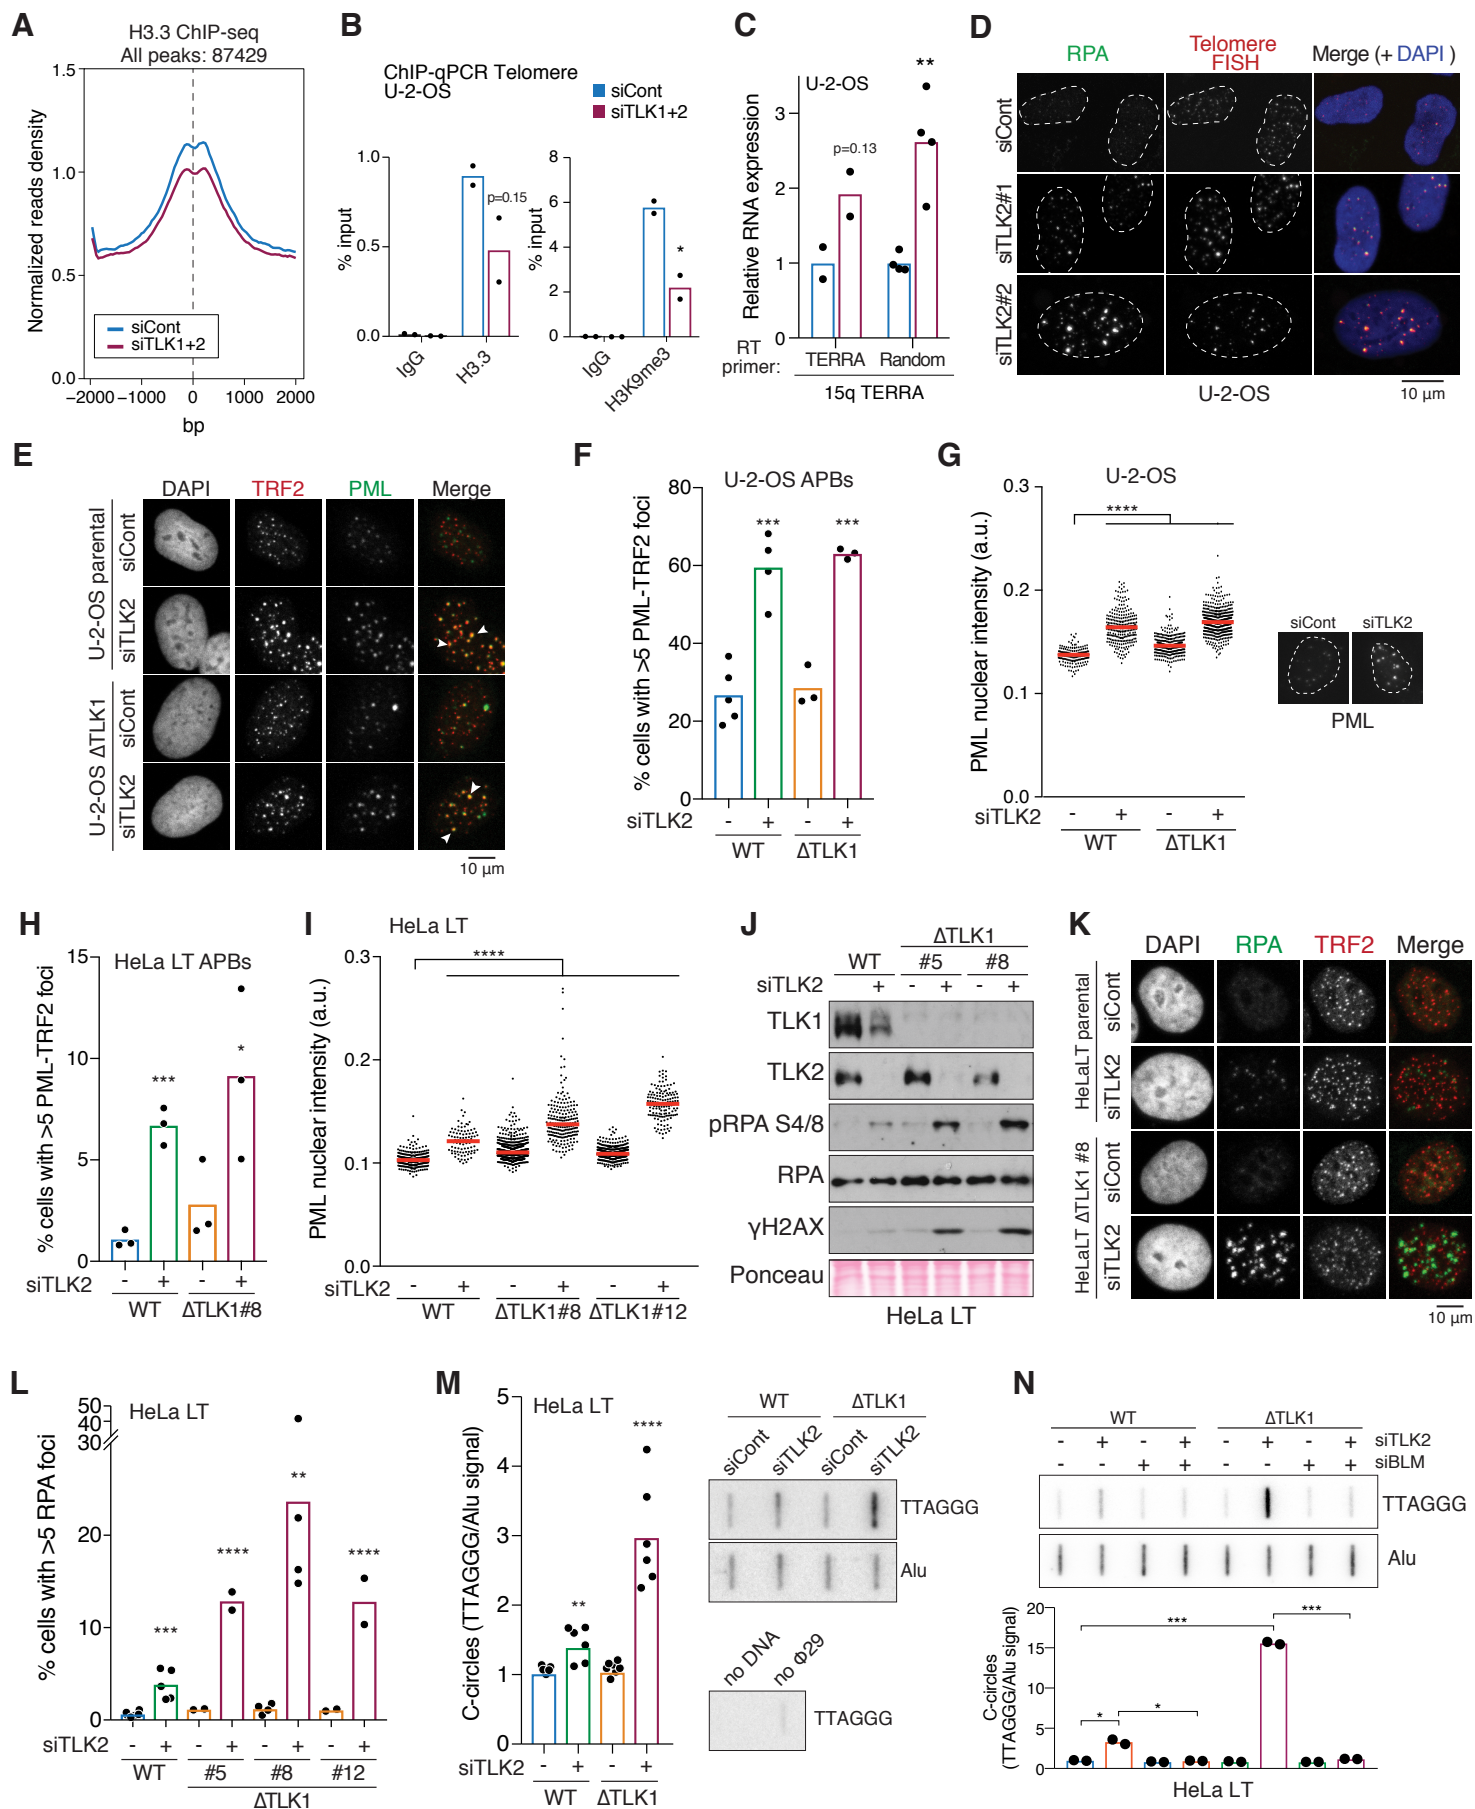 A
H3.3 ChIP-seq
All peaks: 87429
Normalized reads density
1.5
1.0
0.5
0.0
siCont
siTLK1+2
−2000
−1000
0
1000
2000
bp
B
ChIP-qPCR Telomere
U-2-OS
siCont
siTLK1+2
% input
1.0
0.5
0.0
p=0.15
IgG
H3.3
% input
8
6
4
2
0
*
IgG
H3K9me3
C
U-2-OS
Relative RNA expression
3
2
1
0
p=0.13
**
RT
primer:
TERRA
Random
15q TERRA
D
RPA
Telomere
FISH
Merge (+ DAPI )
siCont
siTLK2#1
siTLK2#2
U-2-OS
10 µm
E
DAPI
TRF2
PML
Merge
U-2-OS parental
siCont
siTLK2
U-2-OS ΔTLK1
siCont
siTLK2
10 µm
F
U-2-OS APBs
% cells with >5 PML-TRF2 foci
80
60
40
20
0
***
***
siTLK2
-
+
-
+
WT
ΔTLK1
G
U-2-OS
PML nuclear intensity (a.u.)
0.3
0.2
0.1
0.0
****
siTLK2
-
+
-
+
WT
ΔTLK1
siCont
siTLK2
PML
H
HeLa LT APBs
% cells with >5 PML-TRF2 foci
15
10
5
0
***
*
siTLK2
-
+
-
+
WT
ΔTLK1#8
I
HeLa LT
PML nuclear intensity (a.u.)
0.3
0.2
0.1
0.0
****
siTLK2
-
+
-
+
-
+
WT
ΔTLK1#8
ΔTLK1#12
J
ΔTLK1
WT
#5
#8
siTLK2
-
+
-
+
-
+
TLK1
TLK2
pRPA S4/8
RPA
γH2AX
Ponceau
HeLa LT
K
DAPI
RPA
TRF2
Merge
HeLaLT parental
siCont
siTLK2
HeLaLT ΔTLK1 #8
siCont
siTLK2
10 µm
L
HeLa LT
% cells with >5 RPA foci
50
40
30
20
10
0
***
****
**
****
siTLK2
-
+
-
+
-
+
-
+
WT
#5
#8
#12
ΔTLK1
M
HeLa LT
C-circles (TTAGGG/Alu signal)
5
4
3
2
1
0
**
****
siTLK2
-
+
-
+
WT
ΔTLK1
WT
ΔTLK1
siCont
siTLK2
siCont
siTLK2
TTAGGG
Alu
no DNA
no Φ29
TTAGGG
N
WT
ΔTLK1
-
+
-
+
-
+
-
+
siTLK2
-
-
+
+
-
-
+
+
siBLM
TTAGGG
Alu
C-circles
(TTAGGG/Alu signal)
20
15
10
5
0
*
***
*
***
HeLa LT